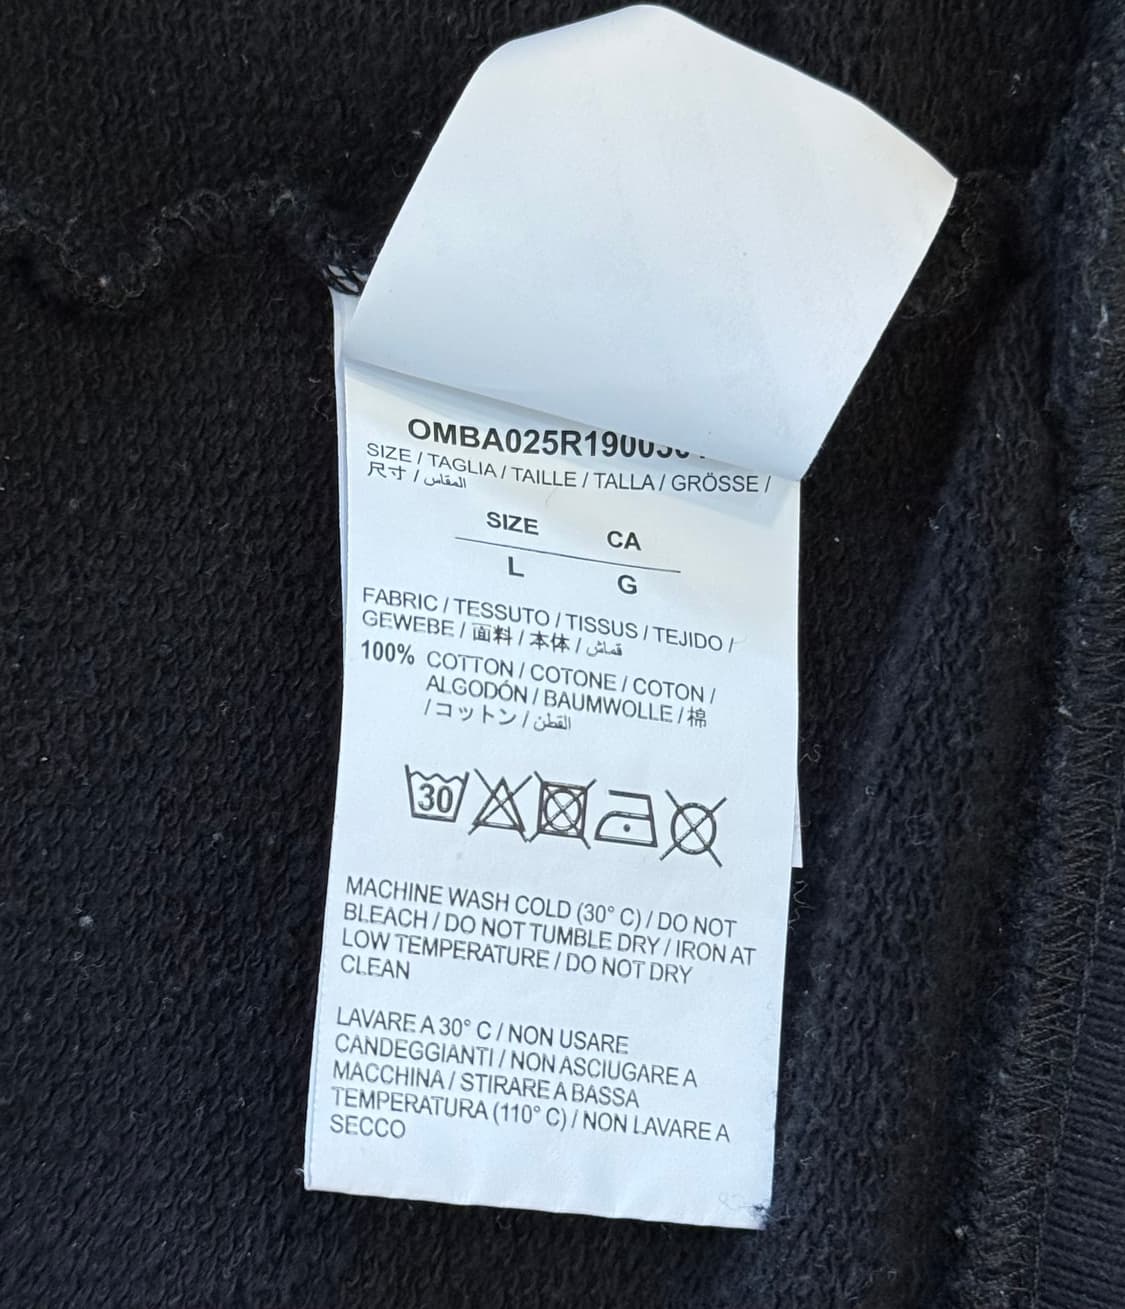 SIZE / TAGLIA / TAILLE / TALLA / GRÖSSE /
尺寸 / المقاس
SIZE CA
L G
FABRIC / TESSUTO / TISSUS / TEJIDO /
GEWEBE / 面料 / 本体 / قماش
100% COTTON / COTONE / COTON /
ALGODÓN / BAUMWOLLE / 棉
/ コットン / القطن
30
MACHINE WASH COLD (30° C) / DO NOT
BLEACH / DO NOT TUMBLE DRY / IRON AT
LOW TEMPERATURE / DO NOT DRY
CLEAN
LAVARE A 30° C / NON USARE
CANDEGGIANTI / NON ASCIUGARE A
MACCHINA / STIRARE A BASSA
TEMPERATURA (110° C) / NON LAVARE A
SECCO